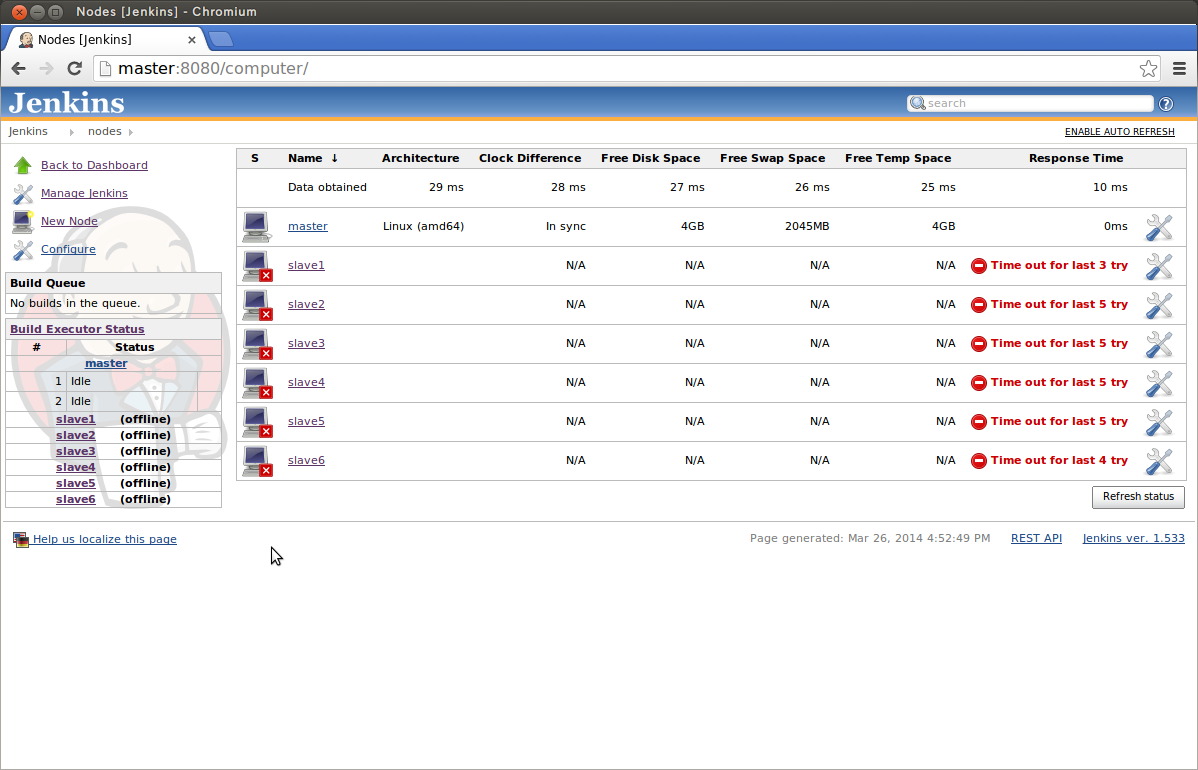 Nodes [Jenkins] - Chromium
Nodes [Jenkins]
master:8080/computer/
Jenkins
search
Jenkins nodes
ENABLE AUTO REFRESH
Back to Dashboard
Manage Jenkins
New Node
Configure
Build Queue
No builds in the queue.
Build Executor Status
# Status
master
1 Idle
2 Idle
slave1 (offline)
slave2 (offline)
slave3 (offline)
slave4 (offline)
slave5 (offline)
slave6 (offline)
S Name ↓ Architecture Clock Difference Free Disk Space Free Swap Space Free Temp Space Response Time
Data obtained 29 ms 28 ms 27 ms 26 ms 25 ms 10 ms
master Linux (amd64) In sync 4GB 2045MB 4GB 0ms
slave1 N/A N/A N/A N/A Time out for last 3 try
slave2 N/A N/A N/A N/A Time out for last 5 try
slave3 N/A N/A N/A N/A Time out for last 5 try
slave4 N/A N/A N/A N/A Time out for last 5 try
slave5 N/A N/A N/A N/A Time out for last 5 try
slave6 N/A N/A N/A N/A Time out for last 4 try
Refresh status
Help us localize this page
Page generated: Mar 26, 2014 4:52:49 PM REST API Jenkins ver. 1.533